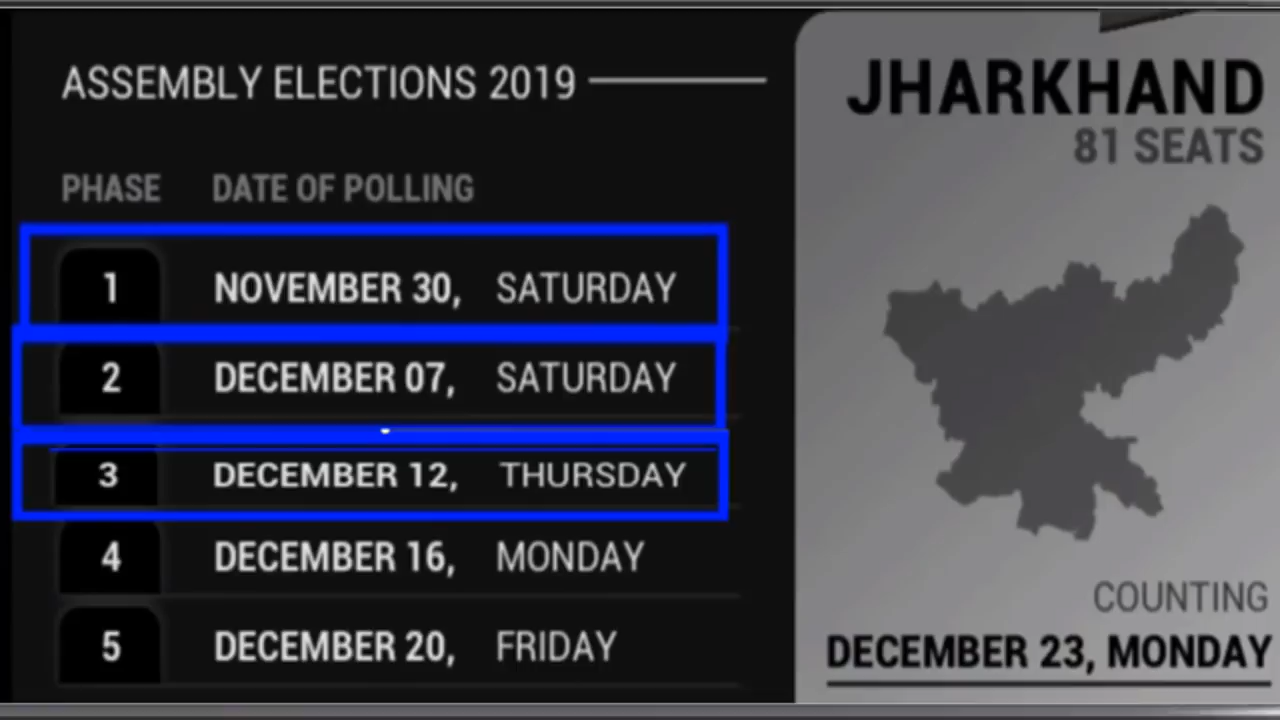 ASSEMBLY ELECTIONS 2019
PHASE DATE OF POLLING
1 NOVEMBER 30, SATURDAY
2 DECEMBER 07, SATURDAY
3 DECEMBER 12, THURSDAY
4 DECEMBER 16, MONDAY
5 DECEMBER 20, FRIDAY
JHARKHAND
81 SEATS
COUNTING
DECEMBER 23, MONDAY